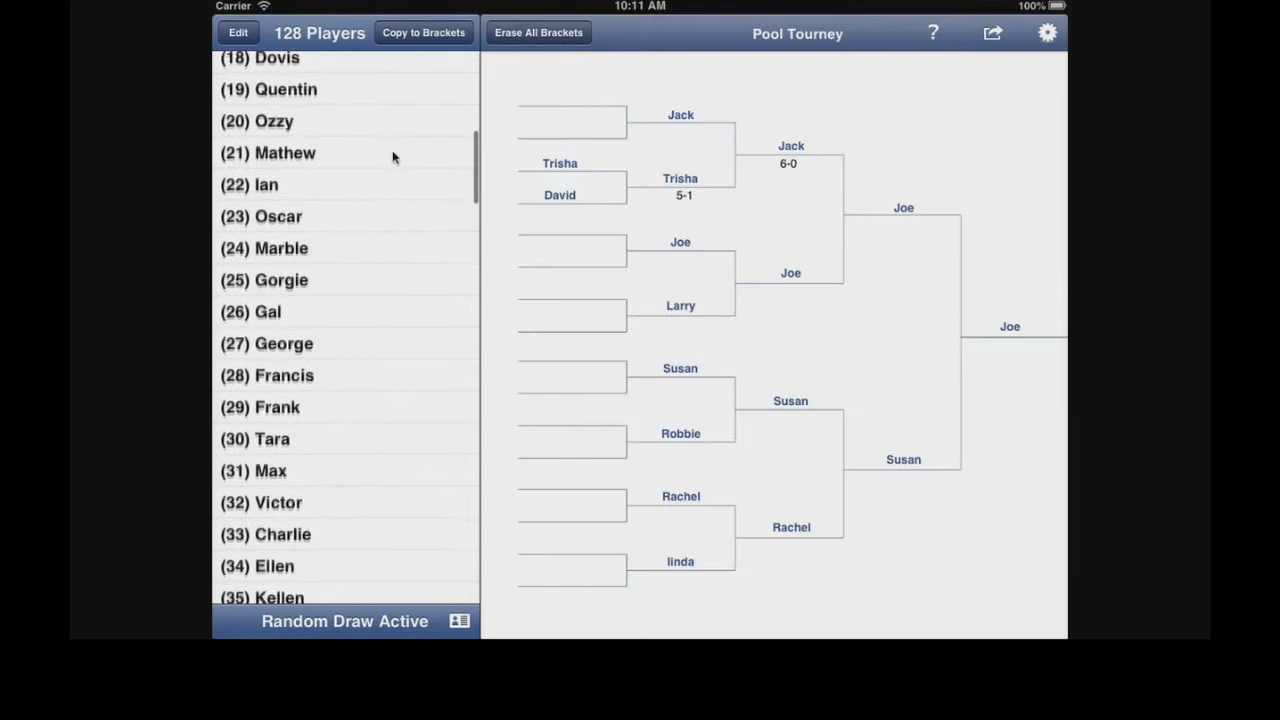 Carrier
10:11 AM
100%
Edit
128 Players
Copy to Brackets
Erase All Brackets
Pool Tourney
?
(18) Dovis
(19) Quentin
(20) Ozzy
(21) Mathew
(22) Ian
(23) Oscar
(24) Marble
(25) Gorgie
(26) Gal
(27) George
(28) Francis
(29) Frank
(30) Tara
(31) Max
(32) Victor
(33) Charlie
(34) Ellen
(35) Kellen
Random Draw Active
Trisha
David
Jack
Trisha
5-1
Joe
Larry
Susan
Robbie
Rachel
linda
Jack
6-0
Joe
Susan
Rachel
Joe
Susan
Joe